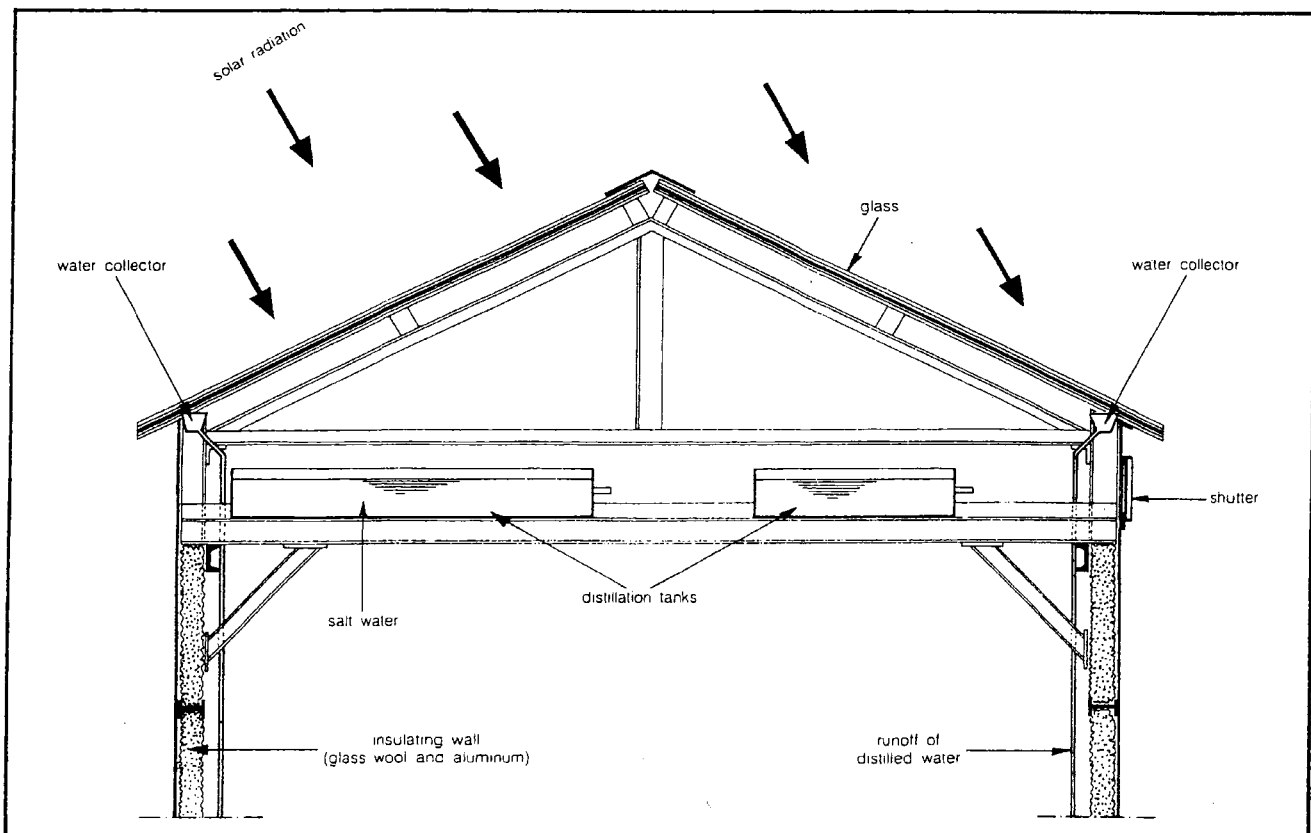 solar radiation
glass
water collector
water collector
shutter
distillation tanks
salt water
insulating wall
(glass wool and aluminum)
runoff of
distilled water